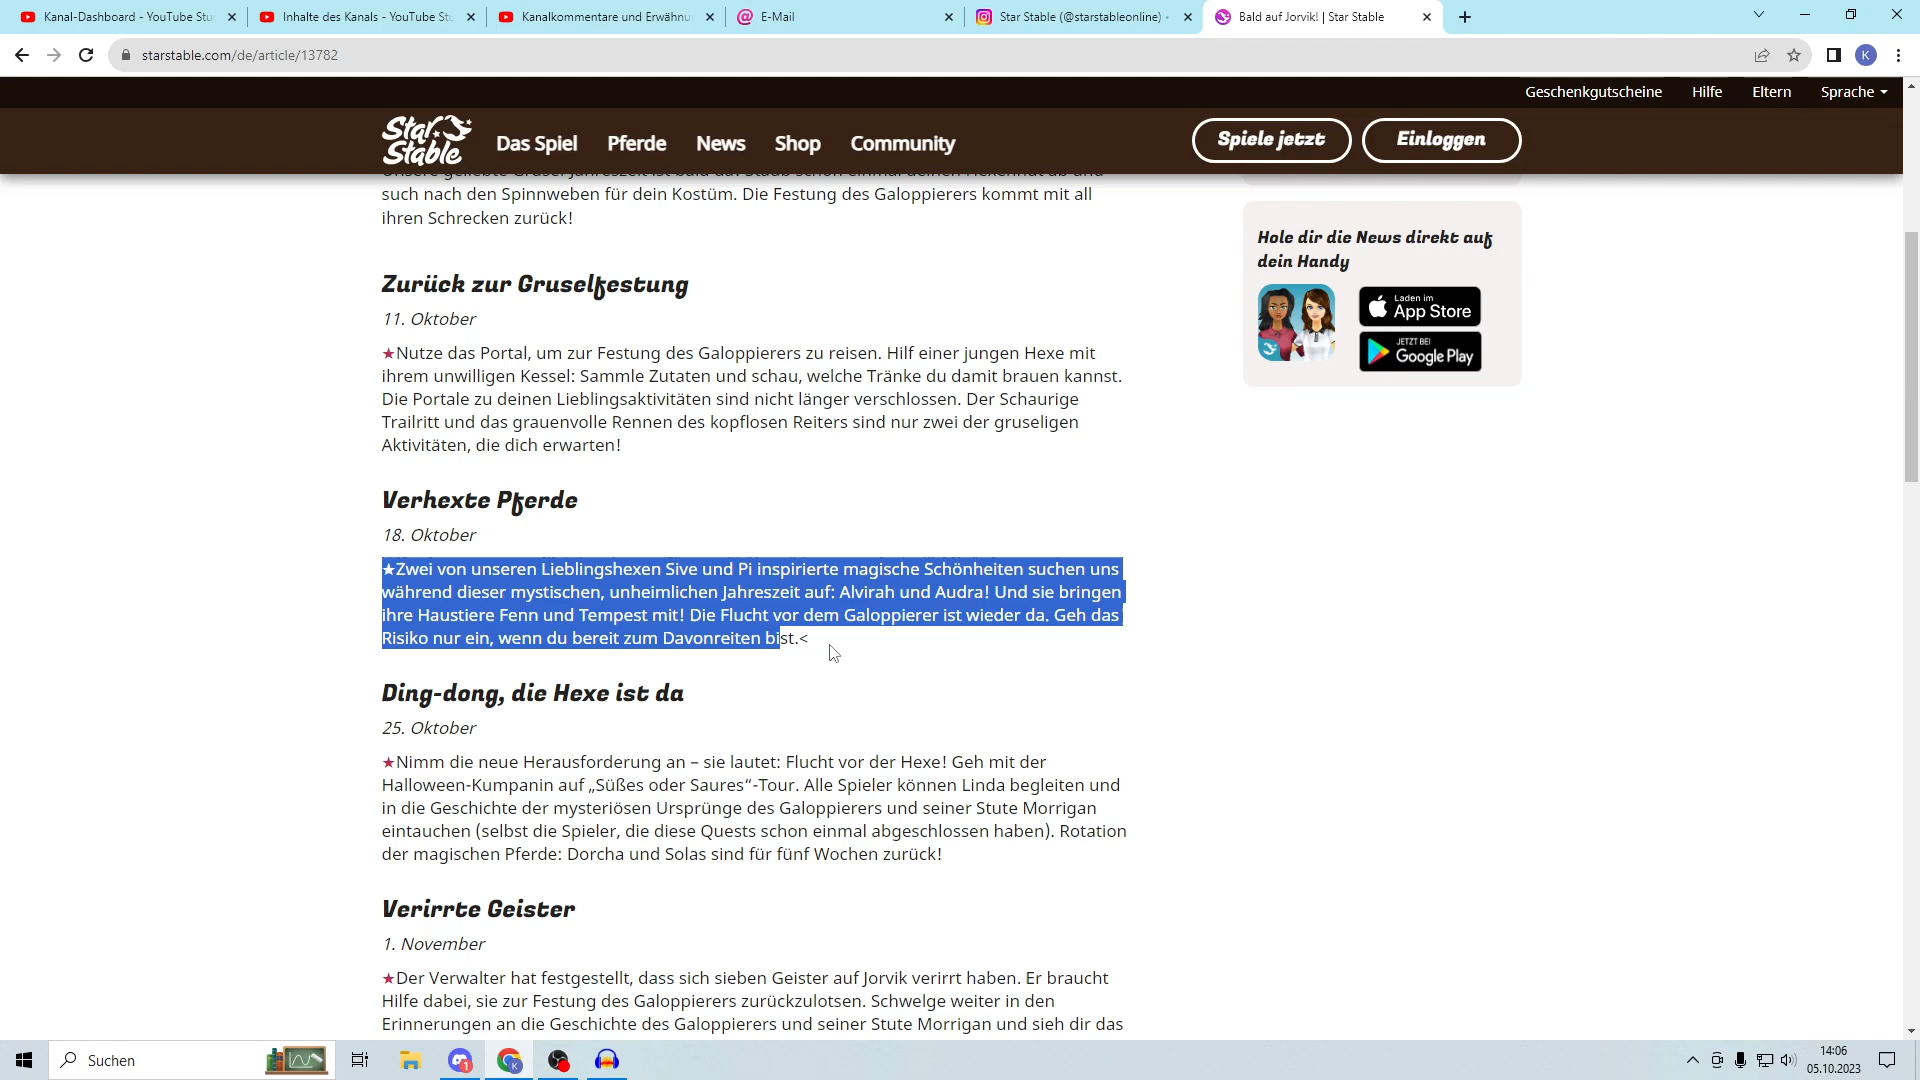 Kanal-Dashboard - YouTube Stu
Inhalte des Kanals - YouTube Stu
Kanalkommentare und Erwähnu
E-Mail
Star Stable (@starstableonline)
Bald auf Jorvik! | Star Stable
starstable.com/de/article/13782
K
Geschenkgutscheine
Hilfe
Eltern
Sprache
Star Stable
Das Spiel
Pferde
News
Shop
Community
Spiele jetzt
Einloggen
such nach den Spinnweben für dein Kostüm. Die Festung des Galoppierers kommt mit all
ihren Schrecken zurück!
Hole dir die News direkt auf
dein Handy
Laden im
App Store
JETZT BEI
Google Play
Zurück zur Gruselfestung
11. Oktober
★Nutze das Portal, um zur Festung des Galoppierers zu reisen. Hilf einer jungen Hexe mit
ihrem unwilligen Kessel: Sammle Zutaten und schau, welche Tränke du damit brauen kannst.
Die Portale zu deinen Lieblingsaktivitäten sind nicht länger verschlossen. Der Schaurige
Trailritt und das grauenvolle Rennen des kopflosen Reiters sind nur zwei der gruseligen
Aktivitäten, die dich erwarten!
Verhexte Pferde
18. Oktober
★Zwei von unseren Lieblingshexen Sive und Pi inspirierte magische Schönheiten suchen uns
während dieser mystischen, unheimlichen Jahreszeit auf: Alvirah und Audra! Und sie bringen
ihre Haustiere Fenn und Tempest mit! Die Flucht vor dem Galoppierer ist wieder da. Geh das
Risiko nur ein, wenn du bereit zum Davonreiten bist.<
Ding-dong, die Hexe ist da
25. Oktober
★Nimm die neue Herausforderung an – sie lautet: Flucht vor der Hexe! Geh mit der
Halloween-Kumpanin auf „Süßes oder Saures“-Tour. Alle Spieler können Linda begleiten und
in die Geschichte der mysteriösen Ursprünge des Galoppierers und seiner Stute Morrigan
eintauchen (selbst die Spieler, die diese Quests schon einmal abgeschlossen haben). Rotation
der magischen Pferde: Dorcha und Solas sind für fünf Wochen zurück!
Verirrte Geister
1. November
★Der Verwalter hat festgestellt, dass sich sieben Geister auf Jorvik verirrt haben. Er braucht
Hilfe dabei, sie zur Festung des Galoppierers zurückzulotsen. Schwelge weiter in den
Erinnerungen an die Geschichte des Galoppierers und seiner Stute Morrigan und sieh dir das
Suchen
1
K
14:06
05.10.2023